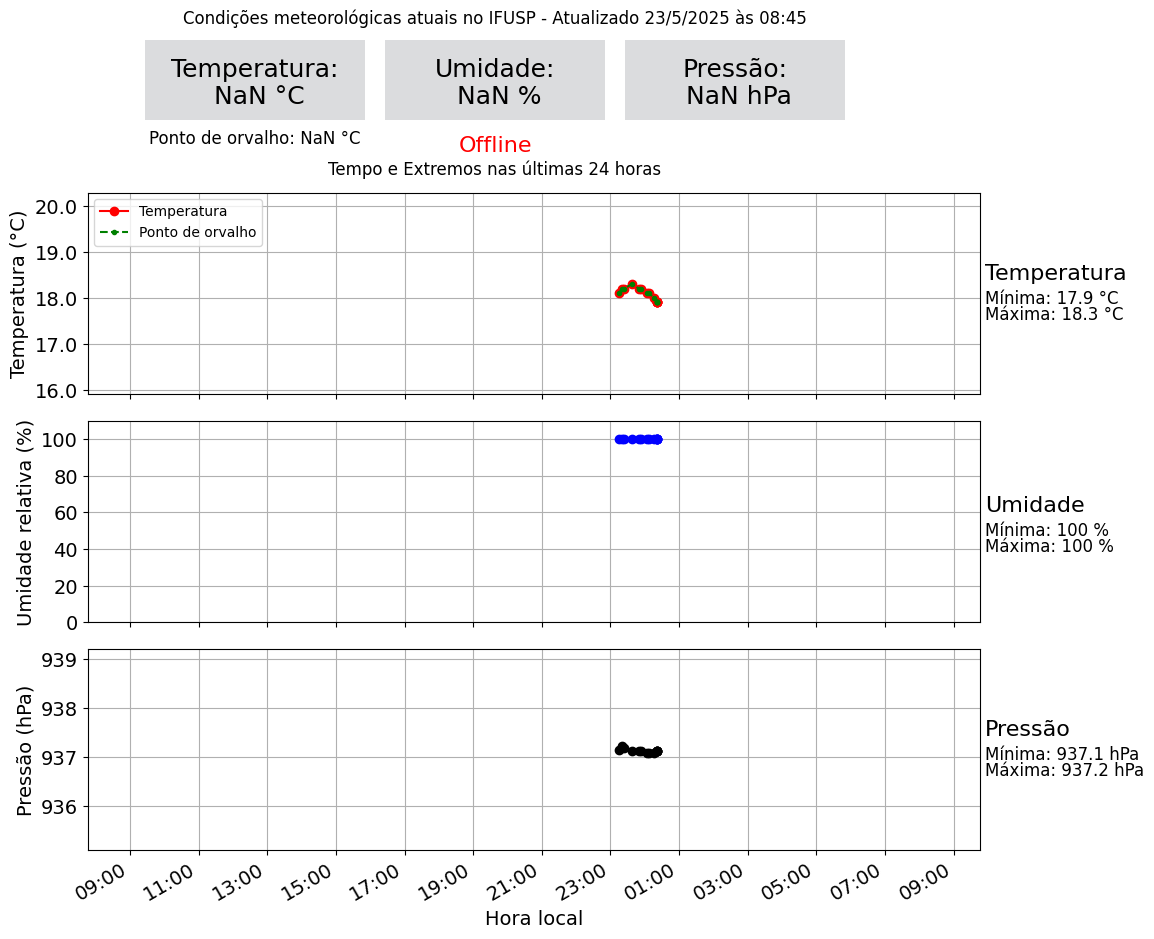 Condições meteorológicas atuais no IFUSP - Atualizado 23/5/2025 às 08:45
Temperatura:
NaN °C
Umidade:
NaN %
Pressão:
NaN hPa
Ponto de orvalho: NaN °C
Offline
Tempo e Extremos nas últimas 24 horas
Temperatura (°C)
20.0
19.0
18.0
17.0
16.0
Temperatura
Ponto de orvalho
Temperatura
Mínima: 17.9 °C
Máxima: 18.3 °C
Umidade relativa (%)
100
80
60
40
20
0
Umidade
Mínima: 100 %
Máxima: 100 %
Pressão (hPa)
939
938
937
936
Pressão
Mínima: 937.1 hPa
Máxima: 937.2 hPa
09:00 11:00 13:00 15:00 17:00 19:00 21:00 23:00 01:00 03:00 05:00 07:00 09:00
Hora local